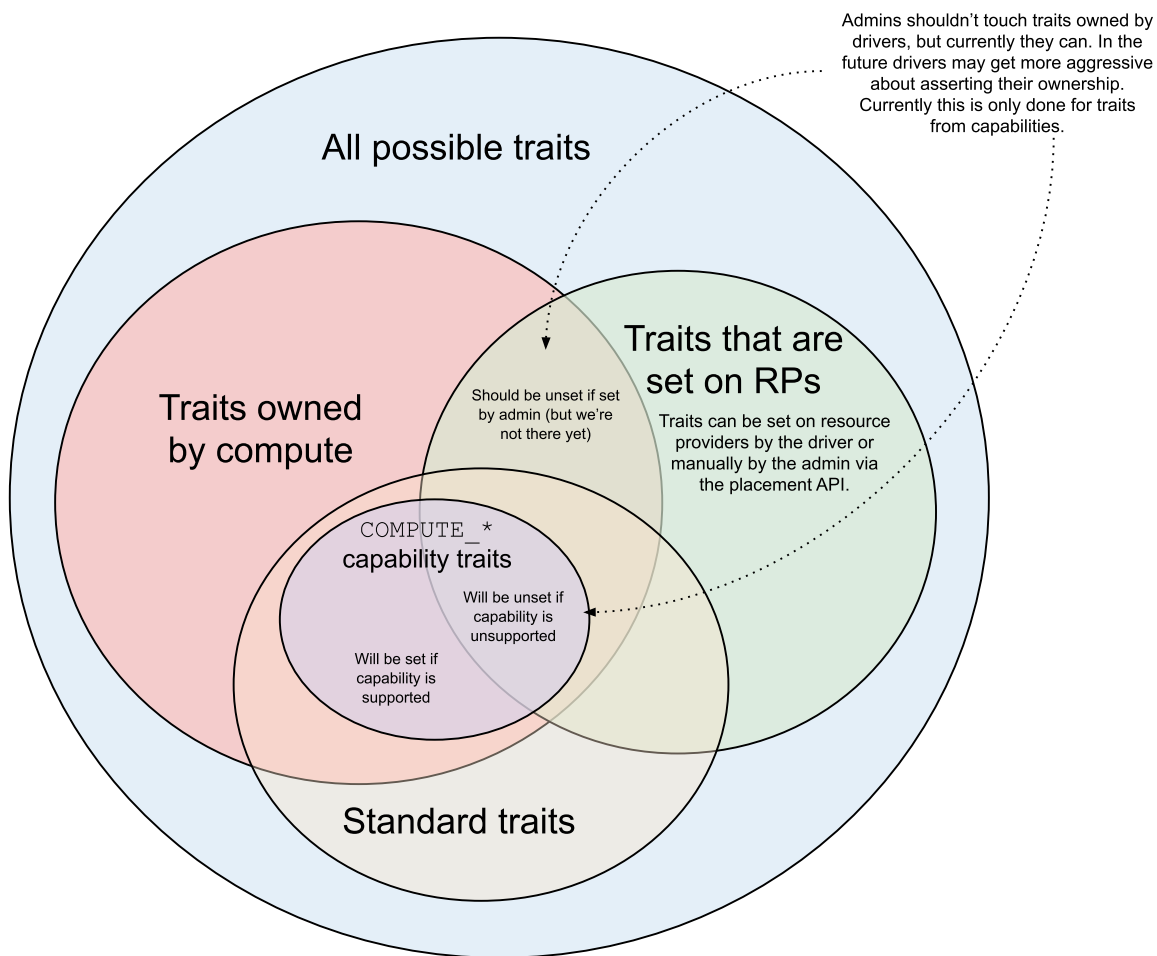 Admins shouldn’t touch traits owned by
drivers, but currently they can. In the
future drivers may get more aggressive
about asserting their ownership.
Currently this is only done for traits
from capabilities.
All possible traits
Traits that are
set on RPs
Traits can be set on resource
providers by the driver or
manually by the admin via
the placement API.
Traits owned
by compute
Should be unset if set
by admin (but we’re
not there yet)
COMPUTE_*
capability traits
Will be unset if
capability is
unsupported
Will be set if
capability is
supported
Standard traits